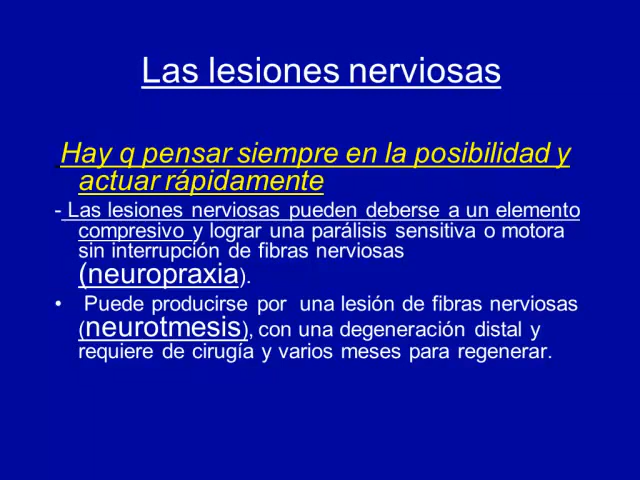 Las lesiones nerviosas
Hay q pensar siempre en la posibilidad y
actuar rápidamente
- Las lesiones nerviosas pueden deberse a un elemento
compresivo y lograr una parálisis sensitiva o motora
sin interrupción de fibras nerviosas
(neuropraxia).
• Puede producirse por una lesión de fibras nerviosas
(neurotmesis), con una degeneración distal y
requiere de cirugía y varios meses para regenerar.